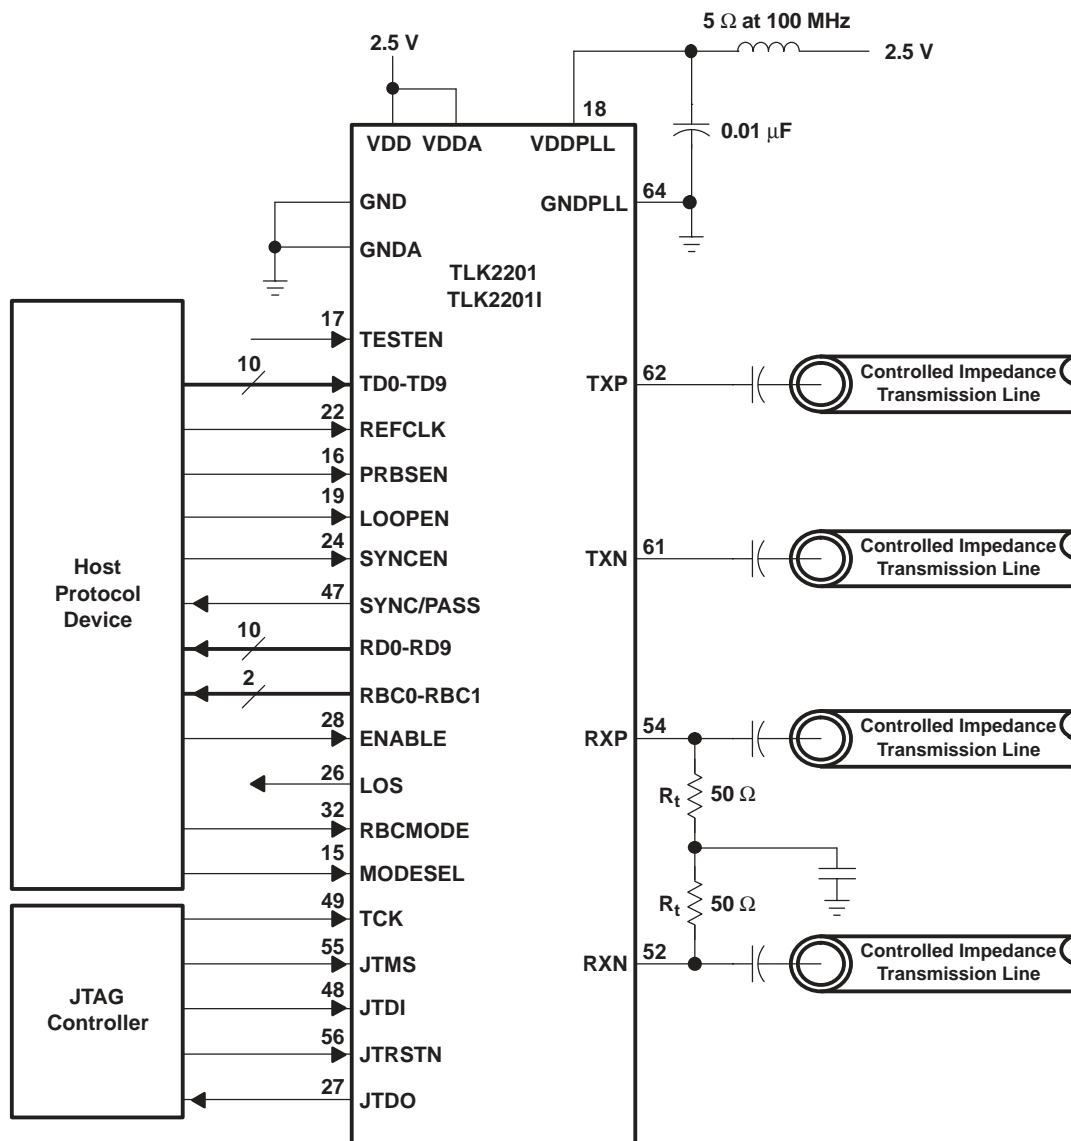 5 Ω at 100 MHz
2.5 V
2.5 V
18
0.01 μF
VDD VDDA VDDPLL
GND
GNDPLL
64
GNDA
TLK2201
TLK2201I
17
TESTEN
10
TD0-TD9
TXP
62
Controlled Impedance
Transmission Line
22
REFCLK
16
PRBSEN
19
LOOPEN
24
SYNCEN
TXN
61
Controlled Impedance
Transmission Line
Host
Protocol
Device
47
SYNC/PASS
10
RD0-RD9
2
RBC0-RBC1
28
ENABLE
RXP
54
Controlled Impedance
Transmission Line
26
LOS
Rt
50 Ω
32
RBCMODE
15
MODESEL
49
TCK
Rt
50 Ω
55
JTMS
RXN
52
Controlled Impedance
Transmission Line
JTAG
Controller
48
JTDI
56
JTRSTN
27
JTDO